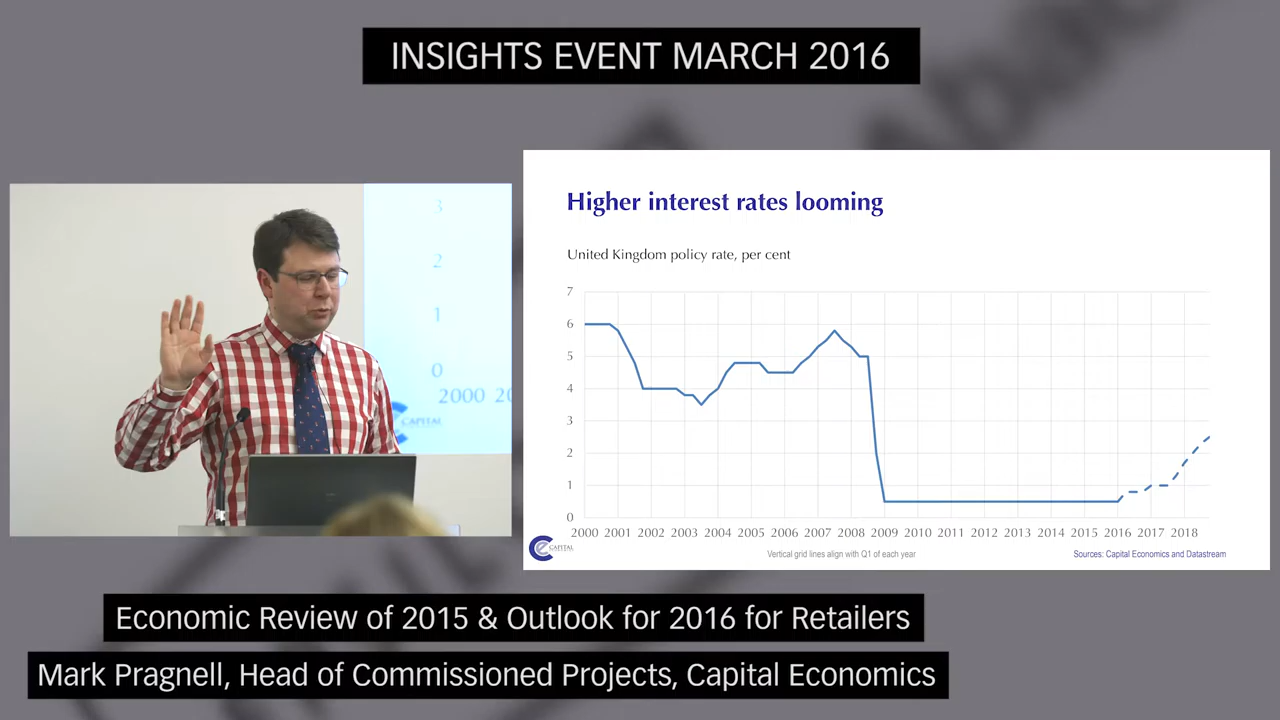 INSIGHTS EVENT MARCH 2016
3
2
1
0
2000 20
CAPITAL
Higher interest rates looming
United Kingdom policy rate, per cent
7
6
5
4
3
2
1
0
2000 2001 2002 2003 2004 2005 2006 2007 2008 2009 2010 2011 2012 2013 2014 2015 2016 2017 2018
CAPITAL
Vertical grid lines align with Q1 of each year
Sources: Capital Economics and Datastream
Economic Review of 2015 & Outlook for 2016 for Retailers
Mark Pragnell, Head of Commissioned Projects, Capital Economics